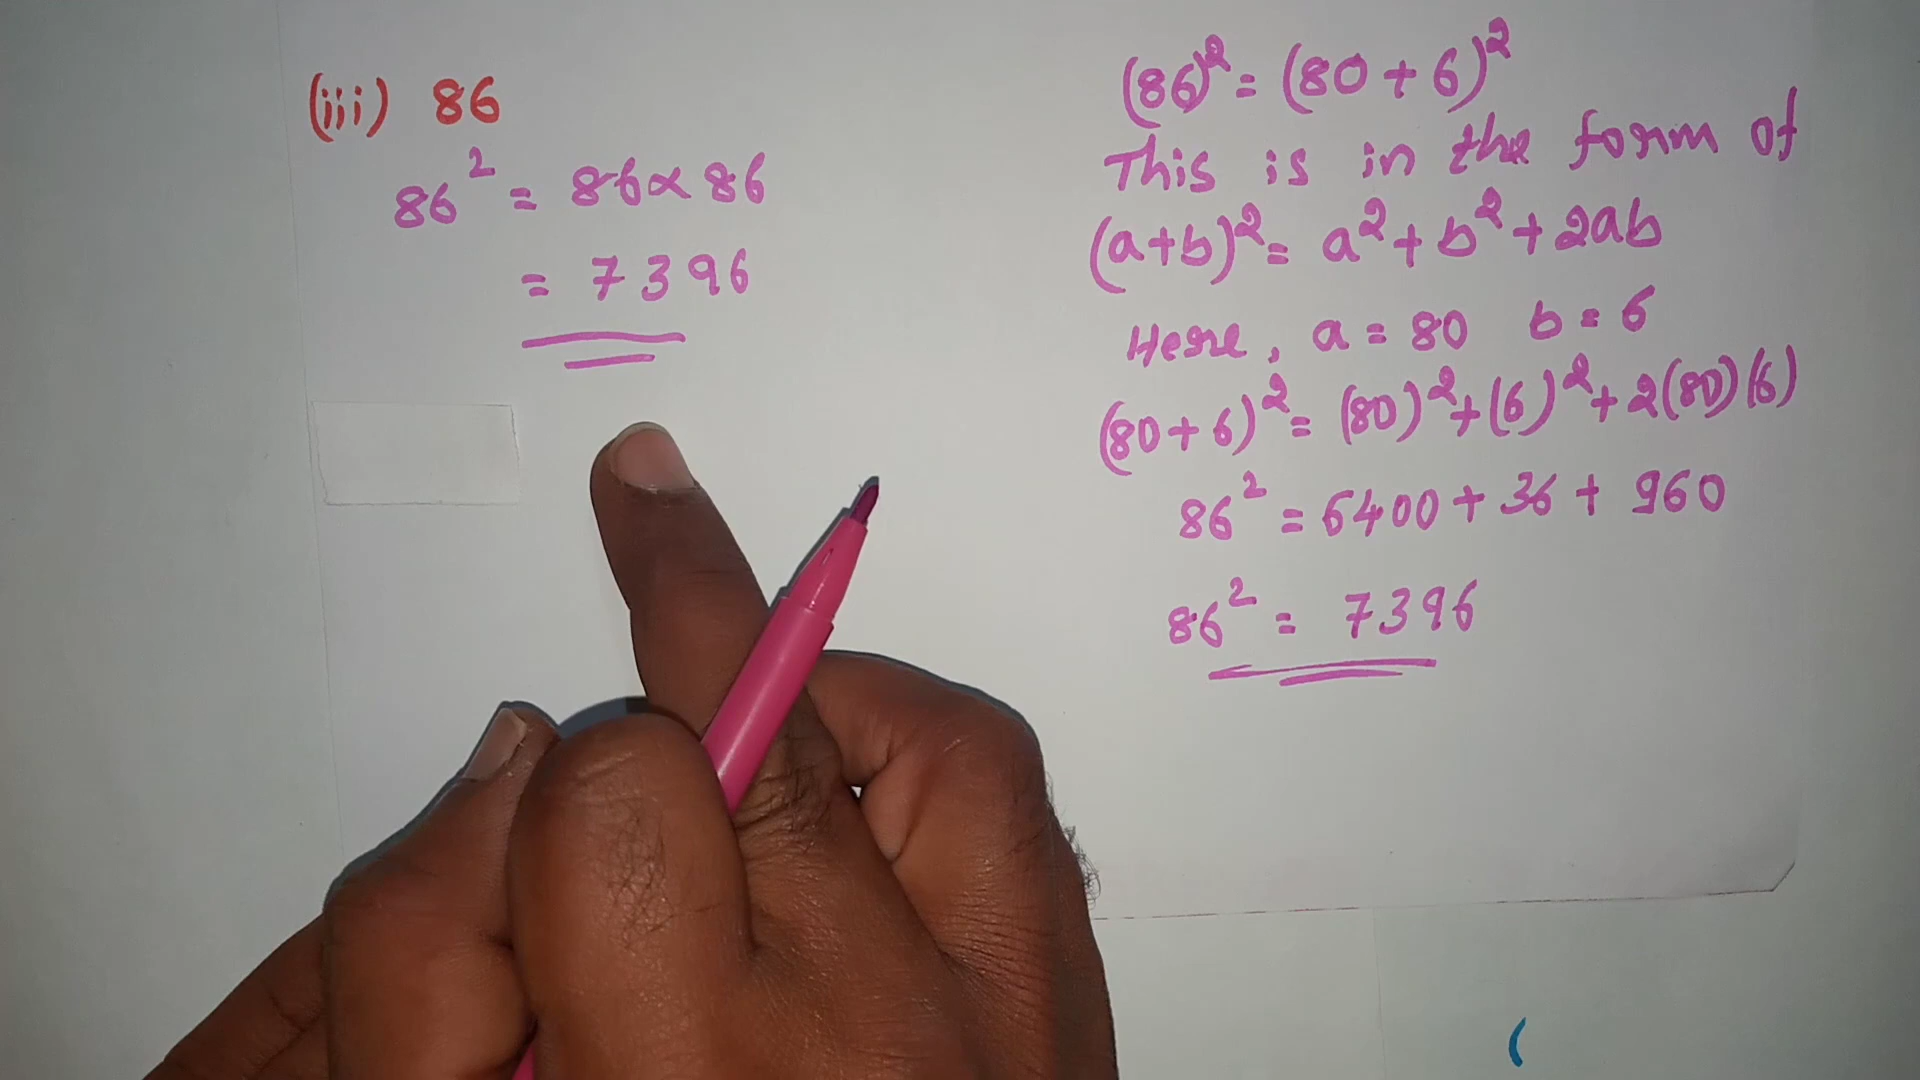 (iii) 86
86² = 86 x 86
= 7396
(86)² = (80 + 6)²
This is in the form of
(a+b)² = a² + b² + 2ab
Here, a = 80 b = 6
(80 + 6)² = (80)² + (6)² + 2(80)(6)
86² = 6400 + 36 + 960
86² = 7396
(